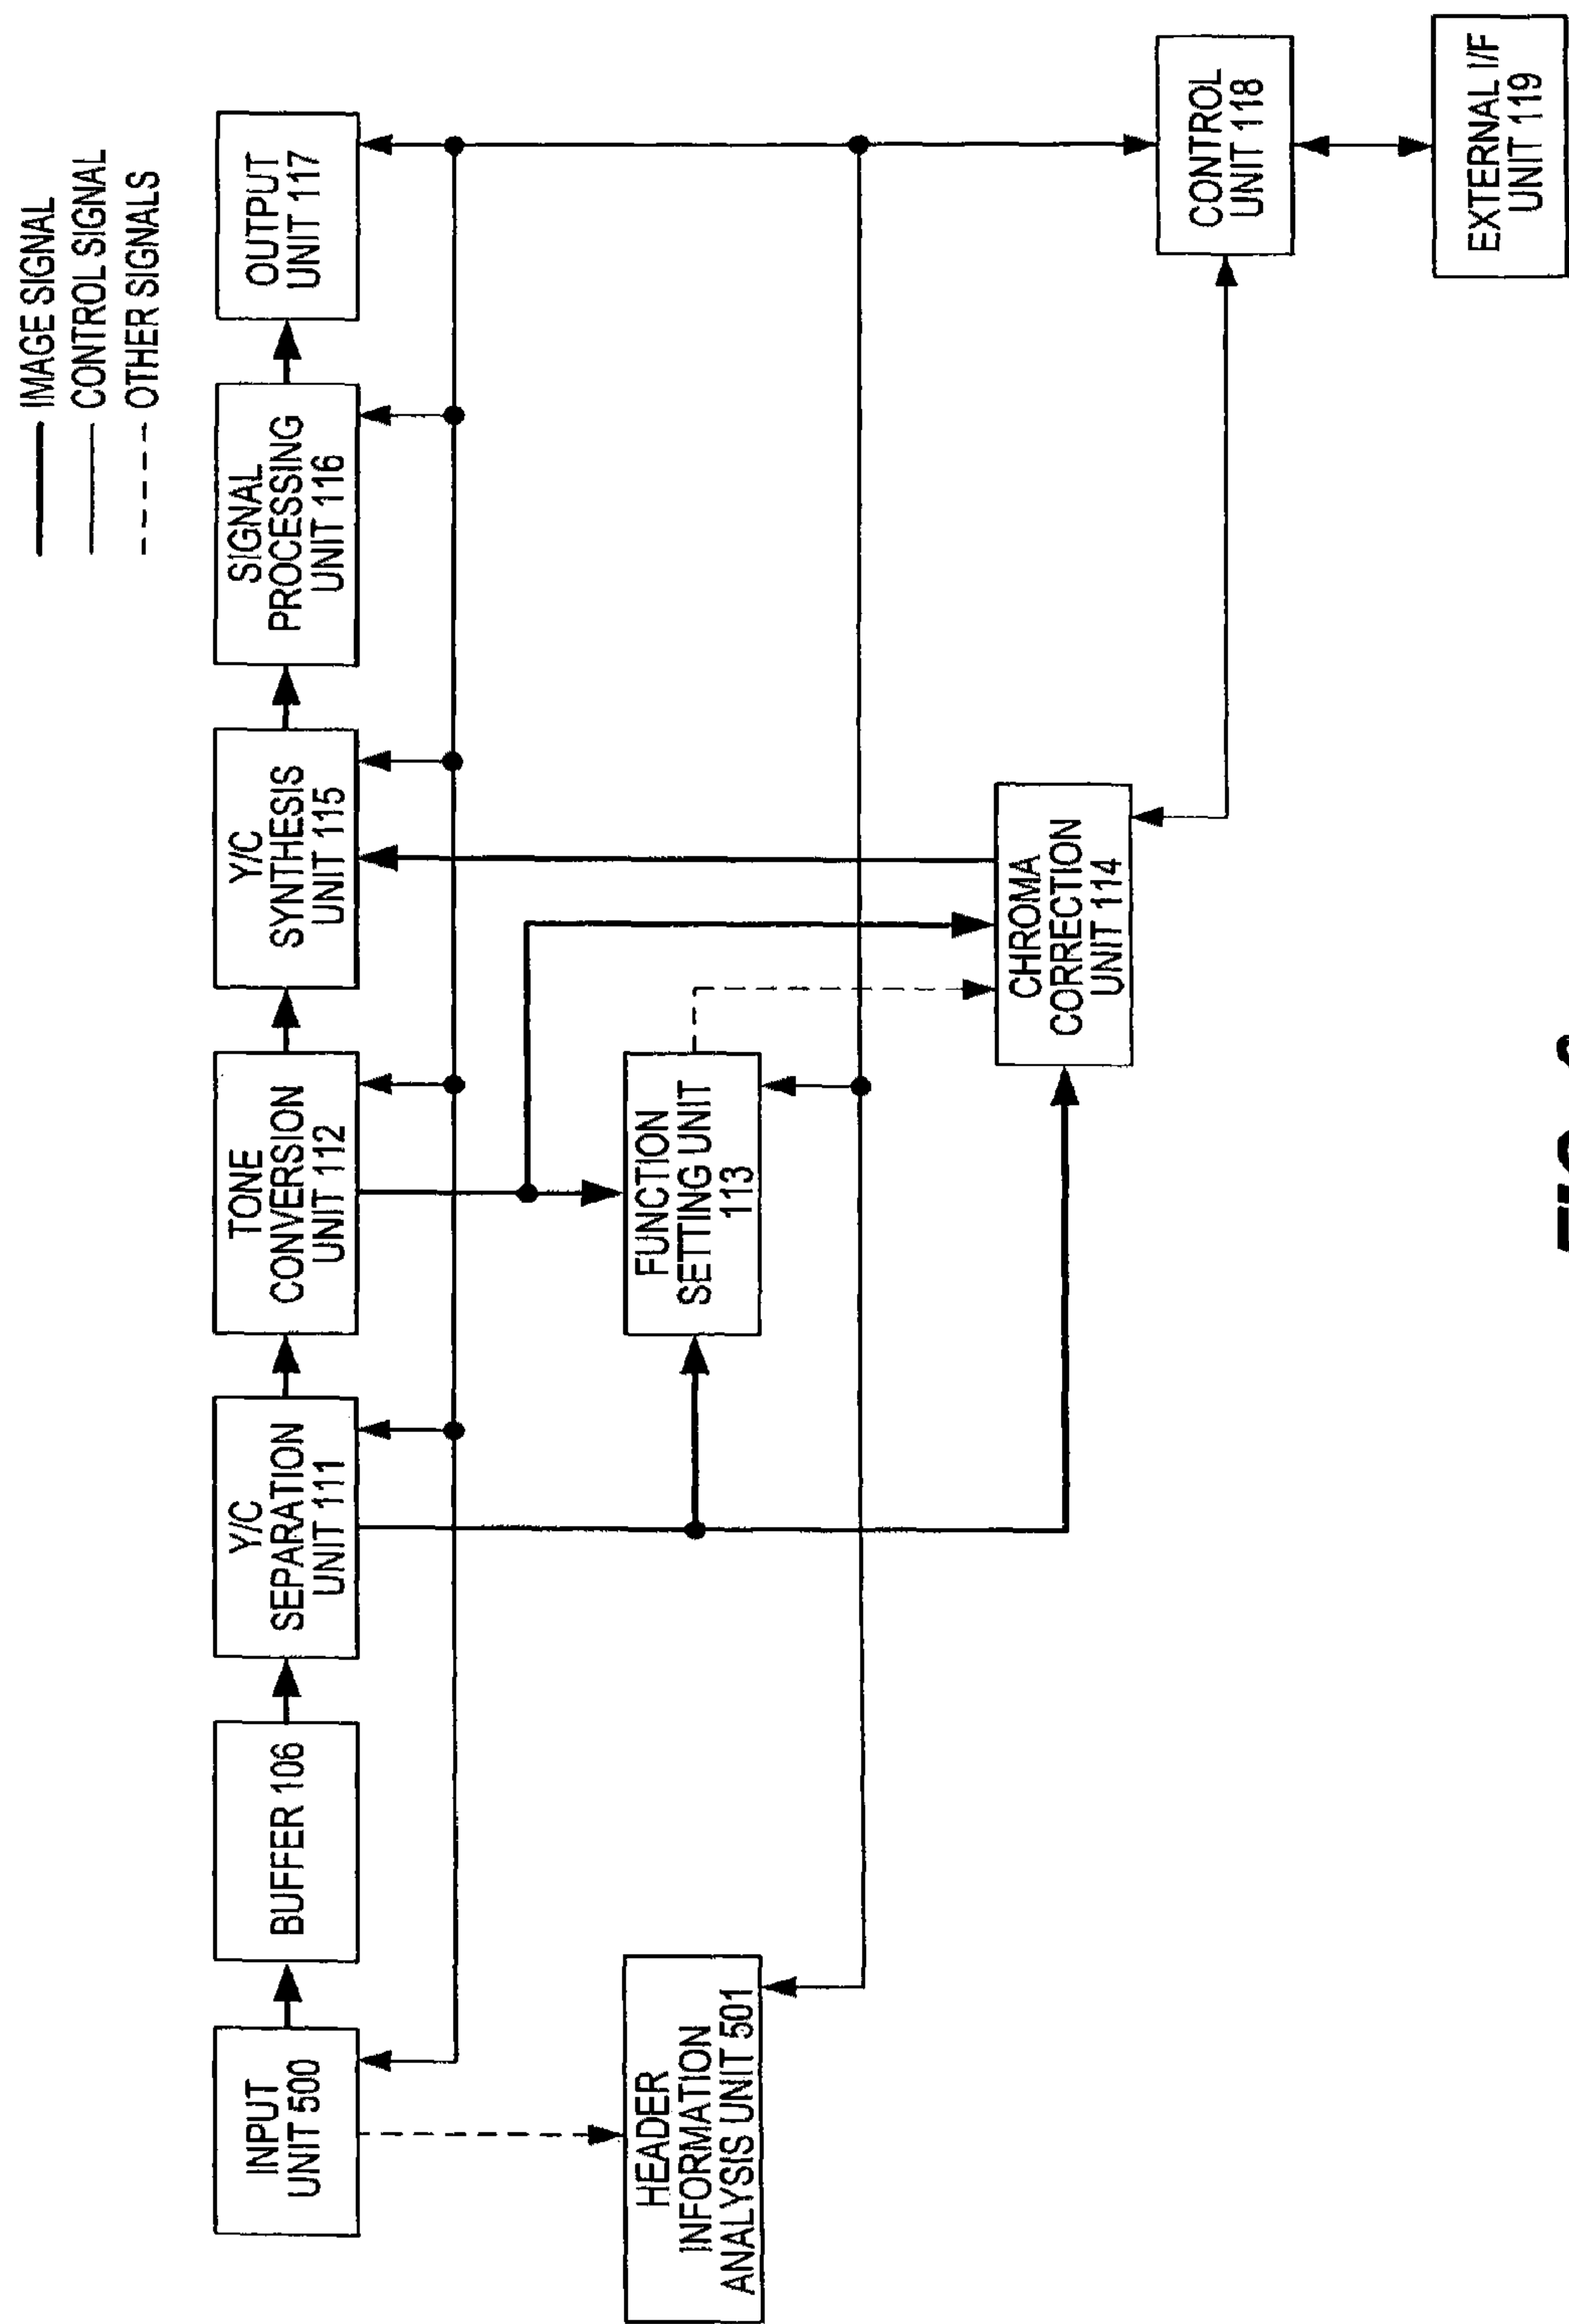 IMAGE SIGNAL
CONTROL SIGNAL
OTHER SIGNALS
INPUT
UNIT 500
BUFFER 106
Y/C
SEPARATION
UNIT 111
TONE
CONVERSION
UNIT 112
Y/C
SYNTHESIS
UNIT 115
SIGNAL
PROCESSING
UNIT 116
OUTPUT
UNIT 117
HEADER
INFORMATION
ANALYSIS UNIT 501
FUNCTION
SETTING UNIT
113
CHROMA
CORRECTION
UNIT 114
CONTROL
UNIT 118
EXTERNAL I/F
UNIT 119